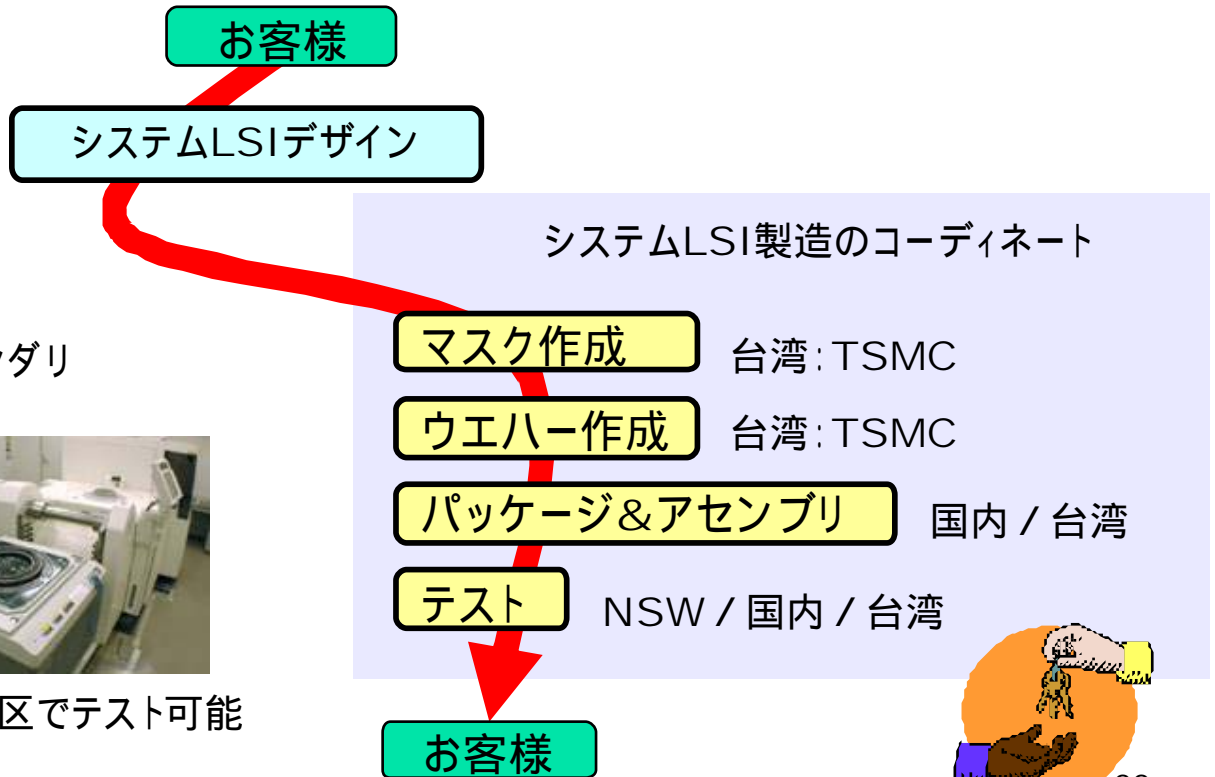 お客様
システムLSIデザイン
システムLSI製造のコーディネート
マスク作成 台湾:TSMC
ダリ
ウエハー作成 台湾:TSMC
パッケージ&アセンブリ 国内/台湾
テスト NSW/国内/台湾
区でテスト可能
お客様